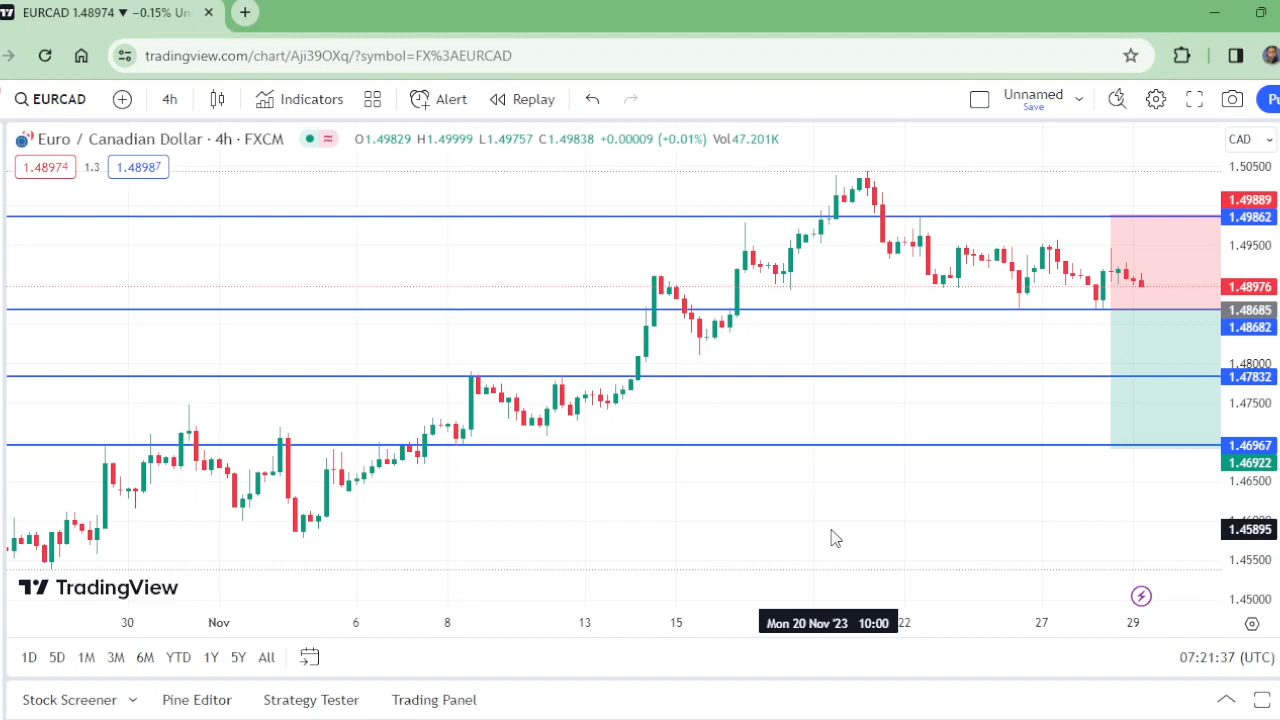 EURCAD 1.48974 ▼ −0.15% Un
tradingview.com/chart/Aji39OXq/?symbol=FX%3AEURCAD
EURCAD 4h Indicators Alert Replay Unnamed Save Pu
Euro / Canadian Dollar · 4h · FXCM O1.49829 H1.49999 L1.49757 C1.49838 +0.00009 (+0.01%) Vol47.201K CAD
1.48974 1.3 1.48987
1.50500
1.49889
1.49862
1.49500
1.48976
1.48685
1.48682
1.48000
1.47832
1.47500
1.46967
1.46922
1.46500
1.45895
1.45500
TradingView
1.45000
30 Nov 6 8 13 15 Mon 20 Nov '23 10:00 22 27 29
1D 5D 1M 3M 6M YTD 1Y 5Y All 07:21:37 (UTC)
Stock Screener Pine Editor Strategy Tester Trading Panel